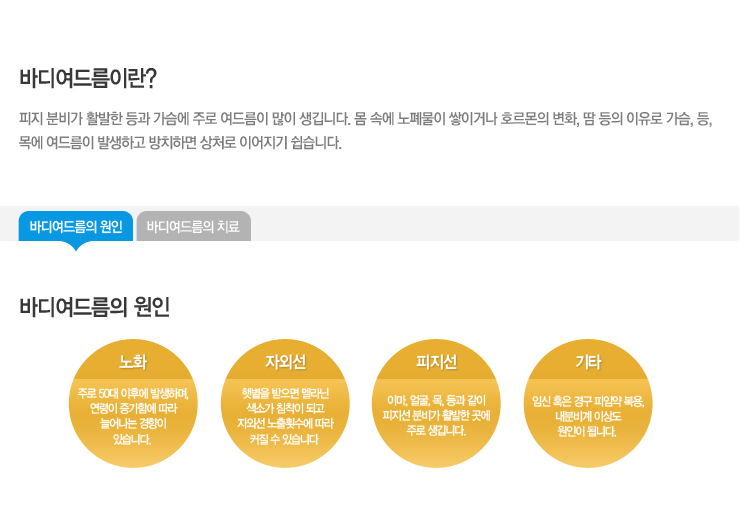 바디여드름이란?
피지 분비가 활발한 등과 가슴에 주로 여드름이 많이 생깁니다. 몸 속에 노폐물이 쌓이거나 호르몬의 변화, 땀 등의 이유로 가슴, 등,
목에 여드름이 발생하고 방치하면 상처로 이어지기 쉽습니다.
바디여드름의 원인 바디여드름의 치료
바디여드름의 원인
노화
주로 50대 이후에 발생하며,
연령이 증가함에 따라
늘어나는 경향이
있습니다.
자외선
햇볕을 받으면 멜라닌
색소가 침착이 되고
자외선 노출횟수에 따라
커질 수 있습니다
피지선
이마, 얼굴, 목, 등과 같이
피지선 분비가 활발한 곳에
주로 생깁니다.
기타
임신 혹은 경구 피임약 복용,
내분비계 이상도
원인이 됩니다.